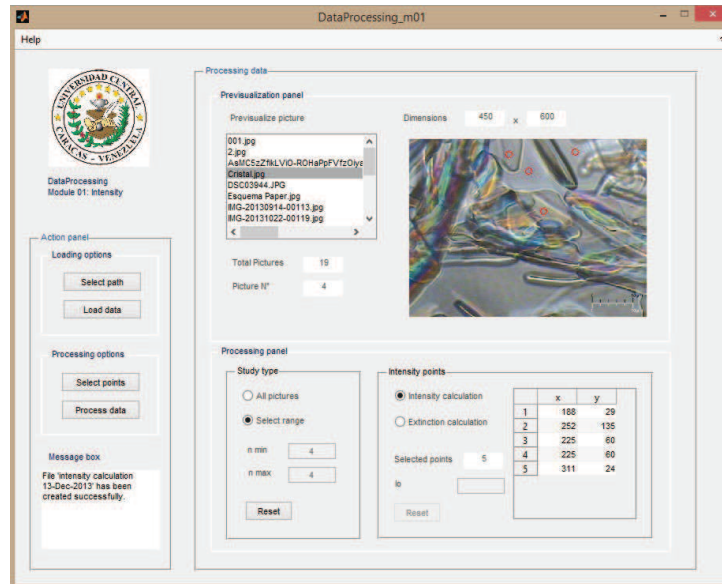 DataProcessing_m01
Help
UNIVERSIDAD CENTRAL
CARACAS - VENEZUELA
DataProcessing
Module 01: Intensity
Action panel
Loading options
Select path
Load data
Processing options
Select points
Process data
Message box
File 'intensity calculation
13-Dec-2013' has been
created successfully.
Processing data
Previsualization panel
Previsualize picture
001.jpg
2.jpg
Cristal.jpg
DSC03944.JPG
Esquema Paper.jpg
IMG-20130914-00113.jpg
IMG-20131022-00119.jpg
Total Pictures 19
Picture N° 4
Dimensions 450 x 600
Processing panel
Study type
All pictures
Select range
n min 4
n max 4
Reset
Intensity points
Intensity calculation
Extinction calculation
Selected points 5
Io
Reset
x y
1 188 29
2 252 135
3 225 60
4 225 60
5 311 24